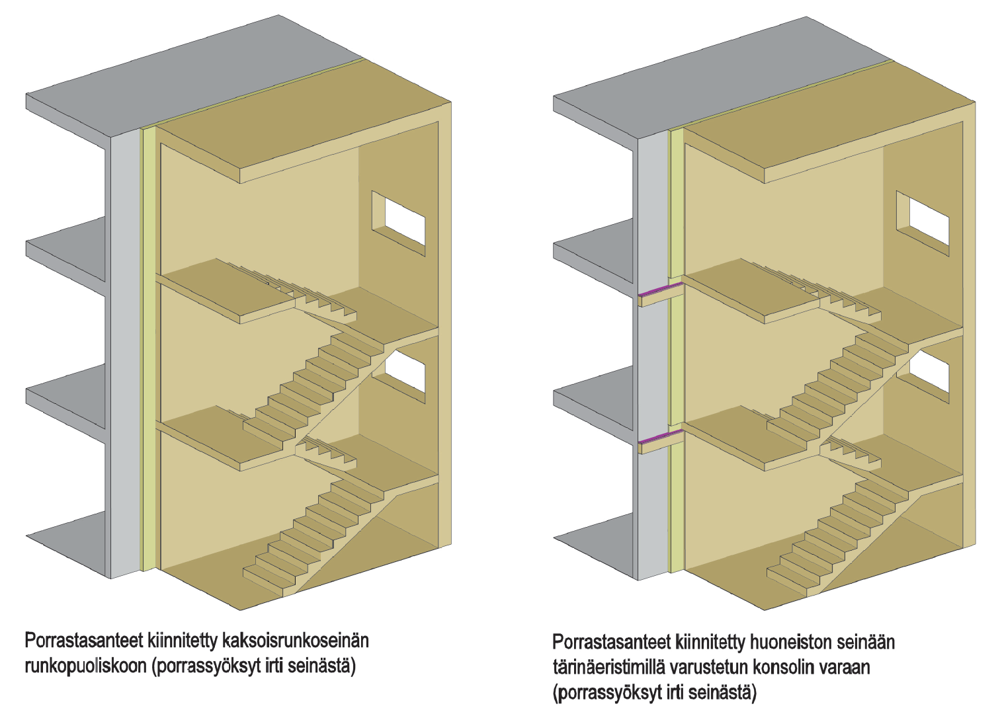 Porrastasanteet kiinnitetty kaksoisrunkoseinän
runkopuoliskoon (porrassyöksyt irti seinästä)
Porrastasanteet kiinnitetty huoneiston seinään
tärinäeristimillä varustetun konsolin varaan
(porrassyöksyt irti seinästä)